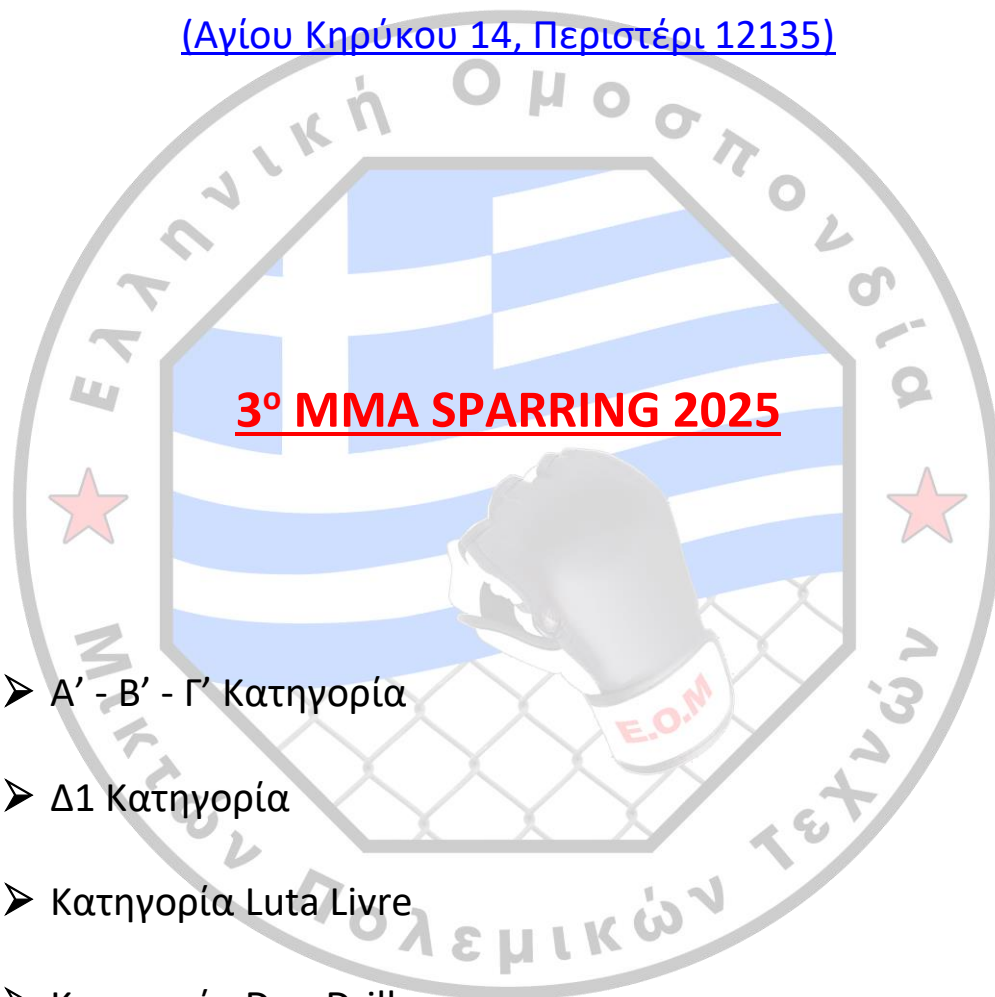 (Αγίου Κηρύκου 14, Περιστέρι 12135)
Ελληνική Ομοσπονδία
3ο MMA SPARRING 2025
➢ Α’ - Β’ - Γ’ Κατηγορία
E.O.M
➢ Δ1 Κατηγορία
➢ Κατηγορία Luta Livre
Μικτών Πολεμικών Τεχνών